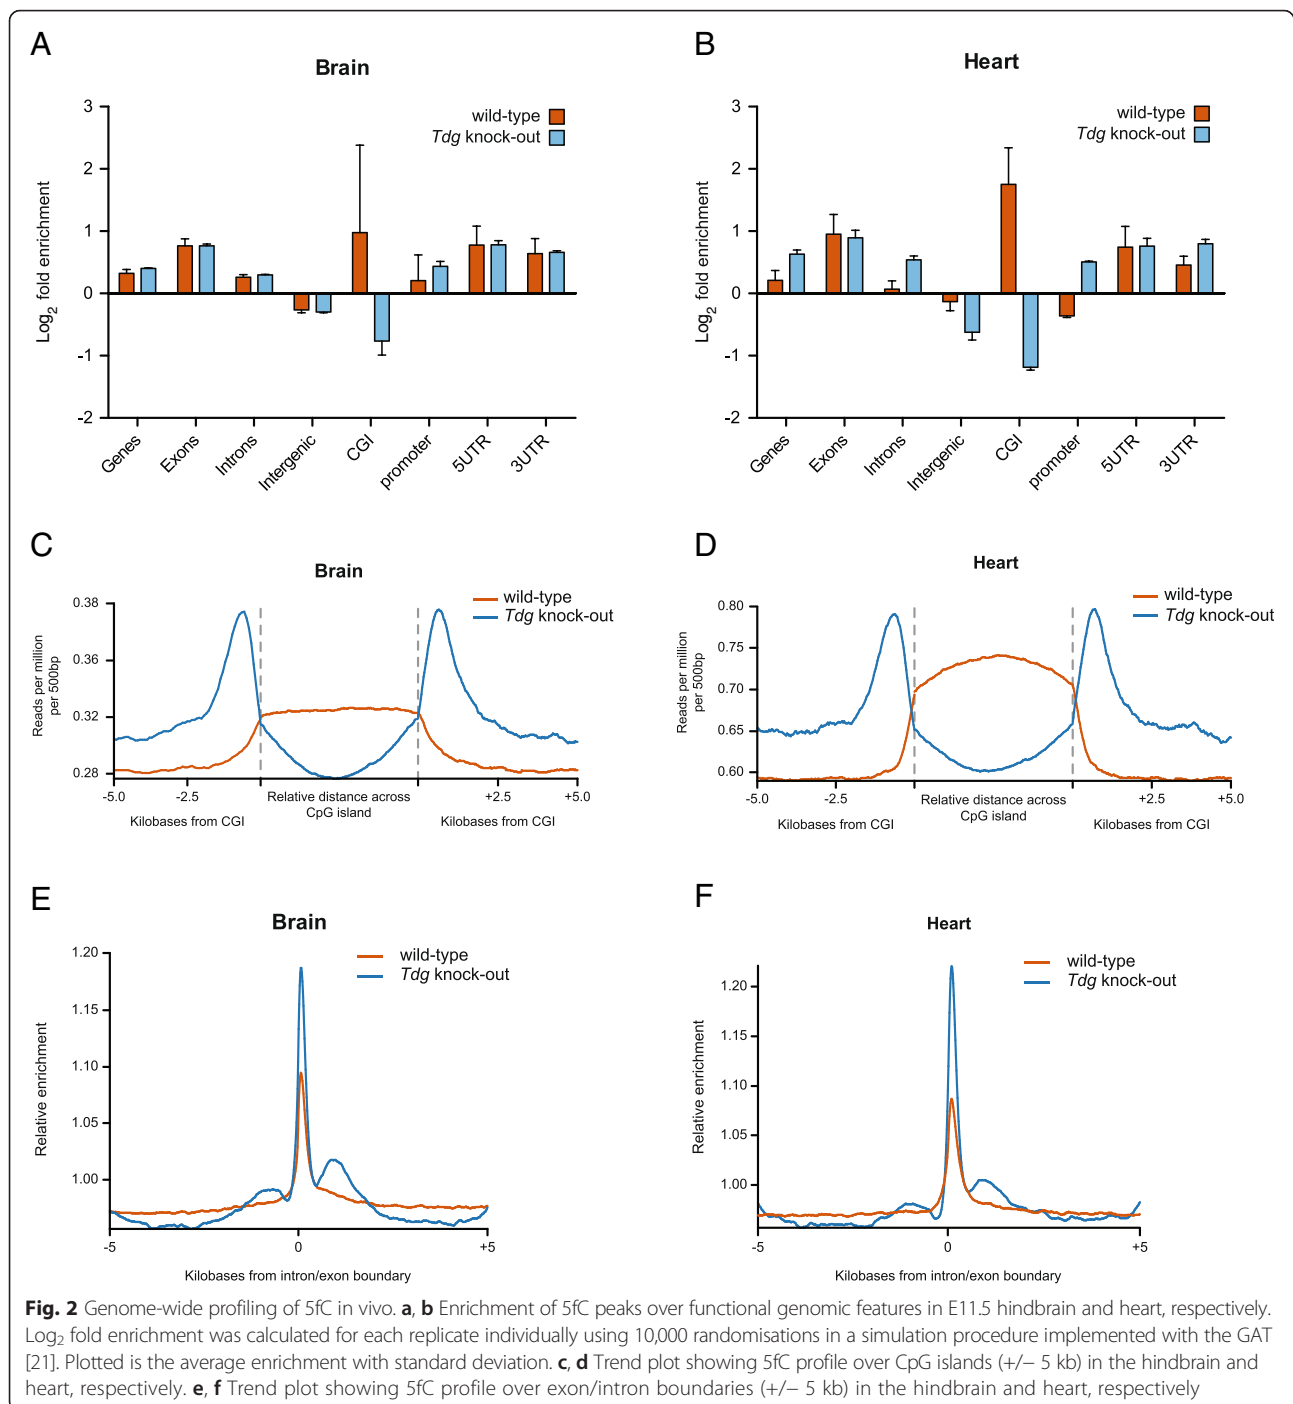 A
Brain
wild-type
Tdg knock-out
3
2
1
0
-1
-2
Log2 fold enrichment
Genes
Exons
Introns
Intergenic
CGI
promoter
5UTR
3UTR
B
Heart
wild-type
Tdg knock-out
3
2
1
0
-1
-2
Log2 fold enrichment
Genes
Exons
Introns
Intergenic
CGI
promoter
5UTR
3UTR
C
Brain
wild-type
Tdg knock-out
0.38
0.36
0.32
0.28
Reads per million
per 500bp
-5.0
-2.5
Relative distance across
CpG island
+2.5
+5.0
Kilobases from CGI
Kilobases from CGI
D
Heart
wild-type
Tdg knock-out
0.80
0.75
0.70
0.65
0.60
Reads per million
per 500bp
-5.0
-2.5
Relative distance across
CpG island
+2.5
+5.0
Kilobases from CGI
Kilobases from CGI
E
Brain
wild-type
Tdg knock-out
1.20
1.15
1.10
1.05
1.00
Relative enrichment
-5
0
+5
Kilobases from intron/exon boundary
F
Heart
wild-type
Tdg knock-out
1.20
1.15
1.10
1.05
1.00
Relative enrichment
-5
0
+5
Kilobases from intron/exon boundary
Fig. 2 Genome-wide profiling of 5fC in vivo. a, b Enrichment of 5fC peaks over functional genomic features in E11.5 hindbrain and heart, respectively.
Log2 fold enrichment was calculated for each replicate individually using 10,000 randomisations in a simulation procedure implemented with the GAT
[21]. Plotted is the average enrichment with standard deviation. c, d Trend plot showing 5fC profile over CpG islands (+/− 5 kb) in the hindbrain and
heart, respectively. e, f Trend plot showing 5fC profile over exon/intron boundaries (+/− 5 kb) in the hindbrain and heart, respectively